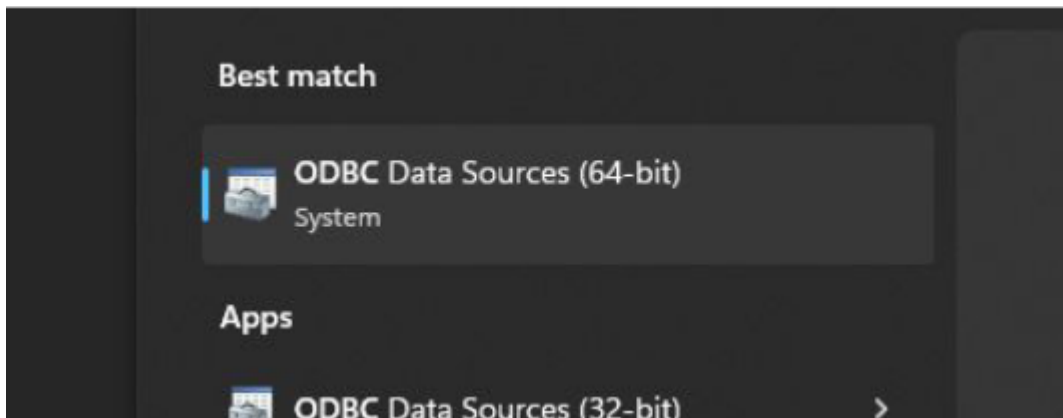 Best match
ODBC Data Sources (64-bit)
System
Apps
ODBC Data Sources (32-bit)